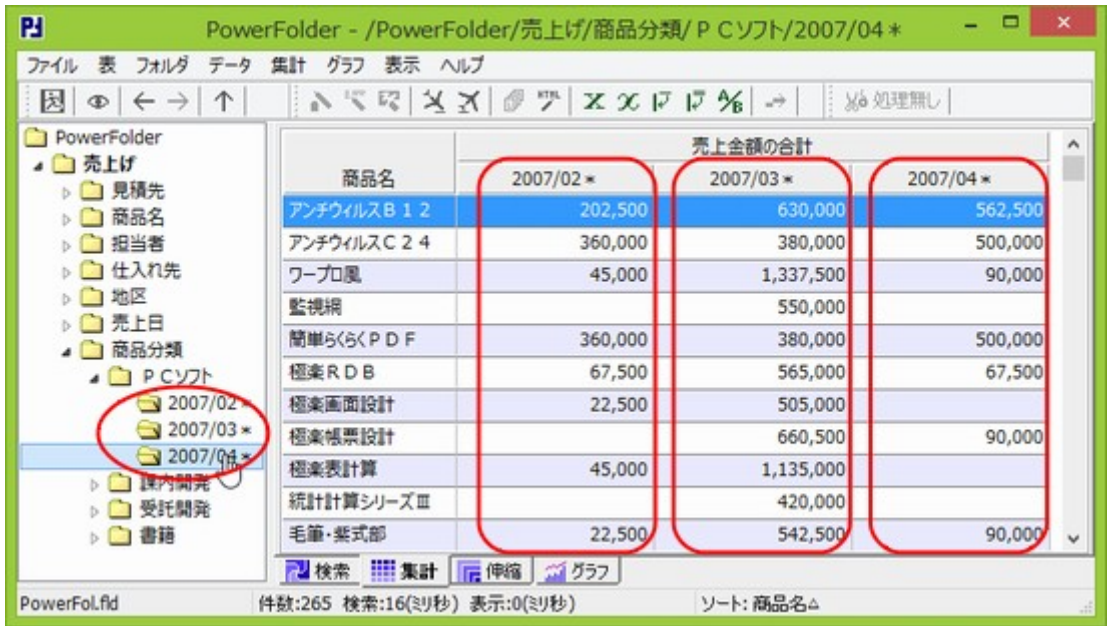 PowerFolder - /PowerFolder/売上げ/商品分類/ＰＣソフト/2007/04＊
ファイル 表 フォルダ データ 集計 グラフ 表示 ヘルプ
処理無し
PowerFolder
売上げ
見積先
商品名
担当者
仕入れ先
地区
売上日
商品分類
ＰＣソフト
2007/02＊
2007/03＊
2007/04＊
課内開発
受託開発
書籍
売上金額の合計
商品名 2007/02＊ 2007/03＊ 2007/04＊
アンチウィルスＢ１２ 202,500 630,000 562,500
アンチウィルスＣ２４ 360,000 380,000 500,000
ワープロ風 45,000 1,337,500 90,000
監視網 550,000
簡単らくらくＰＤＦ 360,000 380,000 500,000
極楽ＲＤＢ 67,500 565,000 67,500
極楽画面設計 22,500 505,000
極楽帳票設計 660,500 90,000
極楽表計算 45,000 1,135,000
統計計算シリーズⅢ 420,000
毛筆・紫式部 22,500 542,500 90,000
検索 集計 伸縮 グラフ
PowerFol.fld 件数:265 検索:16(ミリ秒) 表示:0(ミリ秒) ソート: 商品名△